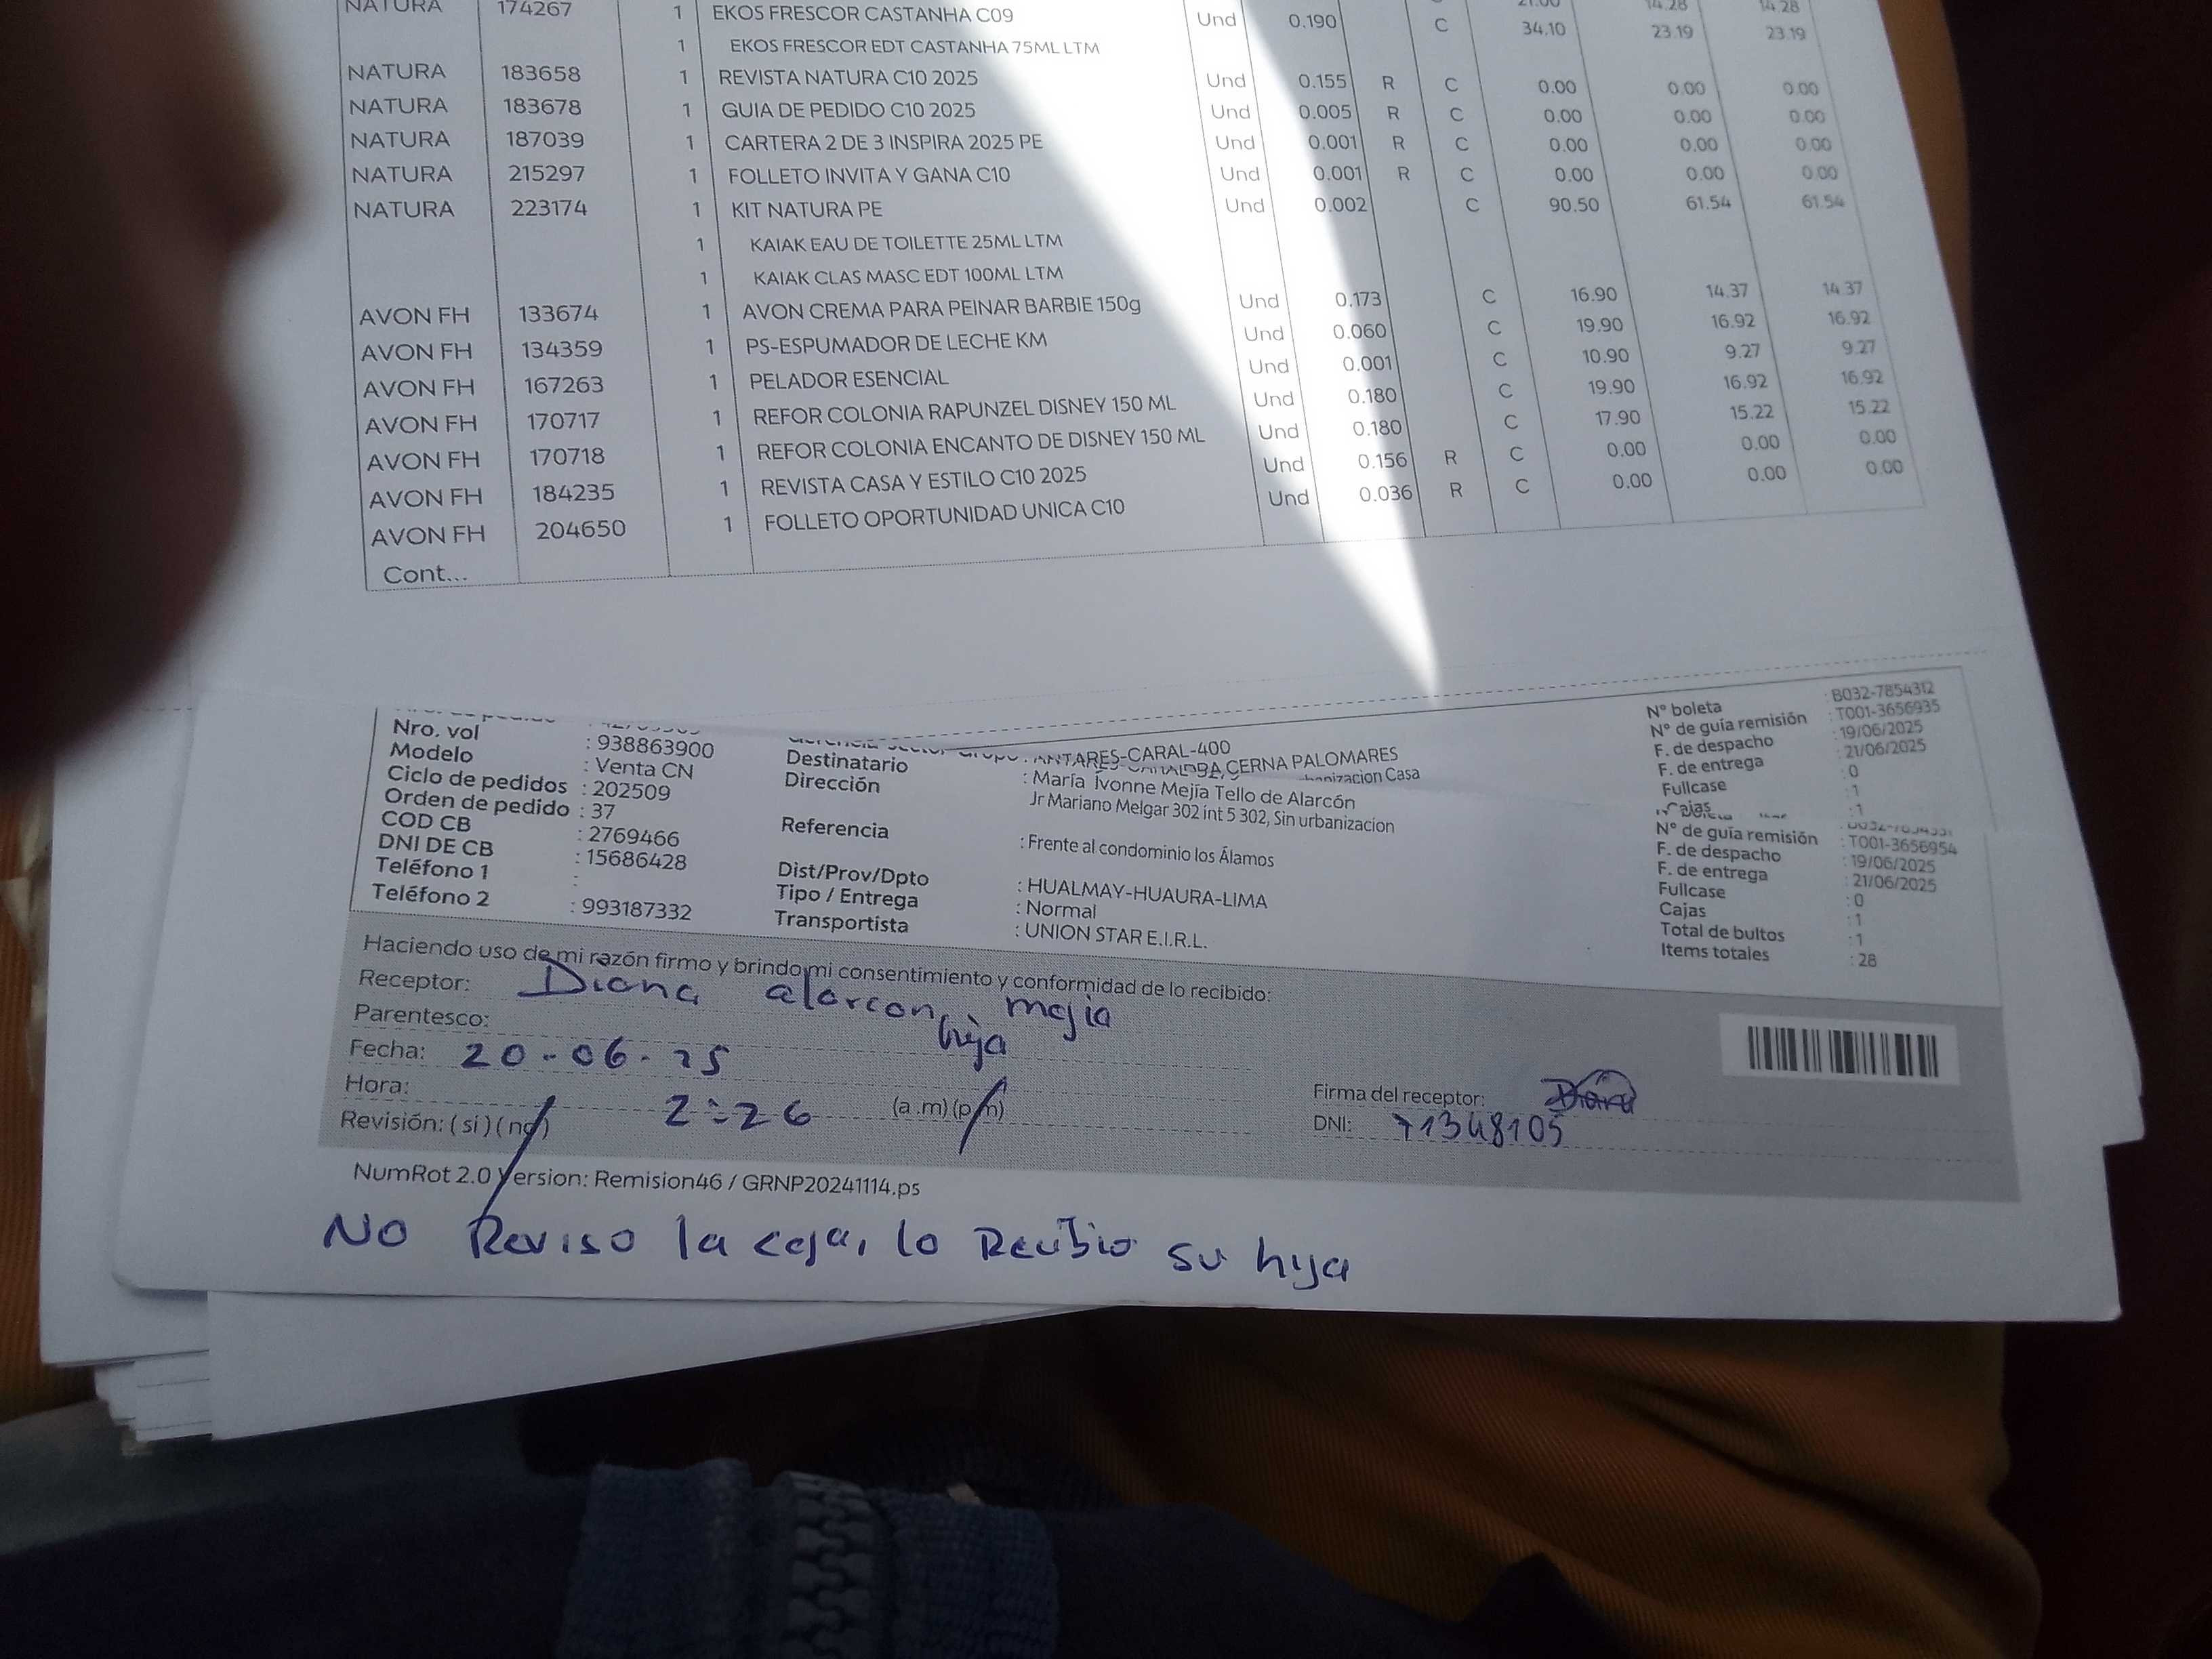 NATURA 174267 1 EKOS FRESCOR CASTANHA C09 Und 0.190 C 34.10 23.19 23.19
1 EKOS FRESCOR EDT CASTANHA 75ML LTM
NATURA 183658 1 REVISTA NATURA C10 2025 Und 0.155 R C 0.00 0.00 0.00
NATURA 183678 1 GUIA DE PEDIDO C10 2025 Und 0.005 R C 0.00 0.00 0.00
NATURA 187039 1 CARTERA 2 DE 3 INSPIRA 2025 PE Und 0.001 R C 0.00 0.00 0.00
NATURA 215297 1 FOLLETO INVITA Y GANA C10 Und 0.001 R C 0.00 0.00 0.00
NATURA 223174 1 KIT NATURA PE Und 0.002 C 90.50 61.54 61.54
1 KAIAK EAU DE TOILETTE 25ML LTM
1 KAIAK CLAS MASC EDT 100ML LTM
AVON FH 133674 1 AVON CREMA PARA PEINAR BARBIE 150g Und 0.173 C 16.90 14.37 14.37
AVON FH 134359 1 PS-ESPUMADOR DE LECHE KM Und 0.060 C 19.90 16.92 16.92
AVON FH 167263 1 PELADOR ESENCIAL Und 0.001 C 10.90 9.27 9.27
AVON FH 170717 1 REFOR COLONIA RAPUNZEL DISNEY 150 ML Und 0.180 C 19.90 16.92 16.92
AVON FH 170718 1 REFOR COLONIA ENCANTO DE DISNEY 150 ML Und 0.180 C 17.90 15.22 15.22
AVON FH 184235 1 REVISTA CASA Y ESTILO C10 2025 Und 0.156 R C 0.00 0.00 0.00
AVON FH 204650 1 FOLLETO OPORTUNIDAD UNICA C10 Und 0.036 R C 0.00 0.00 0.00
Cont...
N° boleta : B032-7854312
N° de guía remisión : T001-3656935
F. de despacho : 19/06/2025
F. de entrega : 21/06/2025
Fullcase : 0
Cajas : 1
: 1
Nro. vol : 938863900
Modelo : Venta CN
Ciclo de pedidos : 202509
Orden de pedido : 37
COD CB : 2769466
DNI DE CB : 15686428
Teléfono 1 :
Teléfono 2 : 993187332
ANTARES-CARAL-400
CERNA PALOMARES
Casa
Destinatario : María Ivonne Mejía Tello de Alarcón
Dirección Jr Mariano Melgar 302 int 5 302, Sin urbanizacion
Referencia : Frente al condominio los Álamos
Dist/Prov/Dpto : HUALMAY-HUAURA-LIMA
Tipo / Entrega : Normal
Transportista : UNION STAR E.I.R.L.
N° de guía remisión : T001-3656954
F. de despacho : 19/06/2025
F. de entrega : 21/06/2025
Fullcase : 0
Cajas : 1
Total de bultos : 1
Items totales : 28
Haciendo uso de mi razón firmo y brindo mi consentimiento y conformidad de lo recibido:
Receptor: Diana alarcon mejia
Parentesco: hija
Fecha: 20-06-25
Hora: 2:26 (a.m) (p.m)
Revisión: (si) (no)
Firma del receptor: Diana
DNI: 71348105
NumRot 2.0 Version: Remision46 / GRNP20241114.ps
NO Reviso la caja, lo Recibio su hija